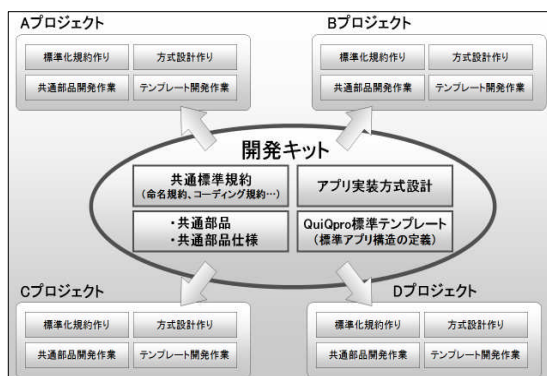 Aプロジェクト
標準化規約作り
方式設計作り
共通部品開発作業
テンプレート開発作業
Bプロジェクト
標準化規約作り
方式設計作り
共通部品開発作業
テンプレート開発作業
開発キット
共通標準規約
(命名規約、コーディング規約…)
アプリ実装方式設計
・共通部品
・共通部品仕様
QuiQpro標準テンプレート
(標準アプリ構造の定義)
Cプロジェクト
標準化規約作り
方式設計作り
共通部品開発作業
テンプレート開発作業
Dプロジェクト
標準化規約作り
方式設計作り
共通部品開発作業
テンプレート開発作業